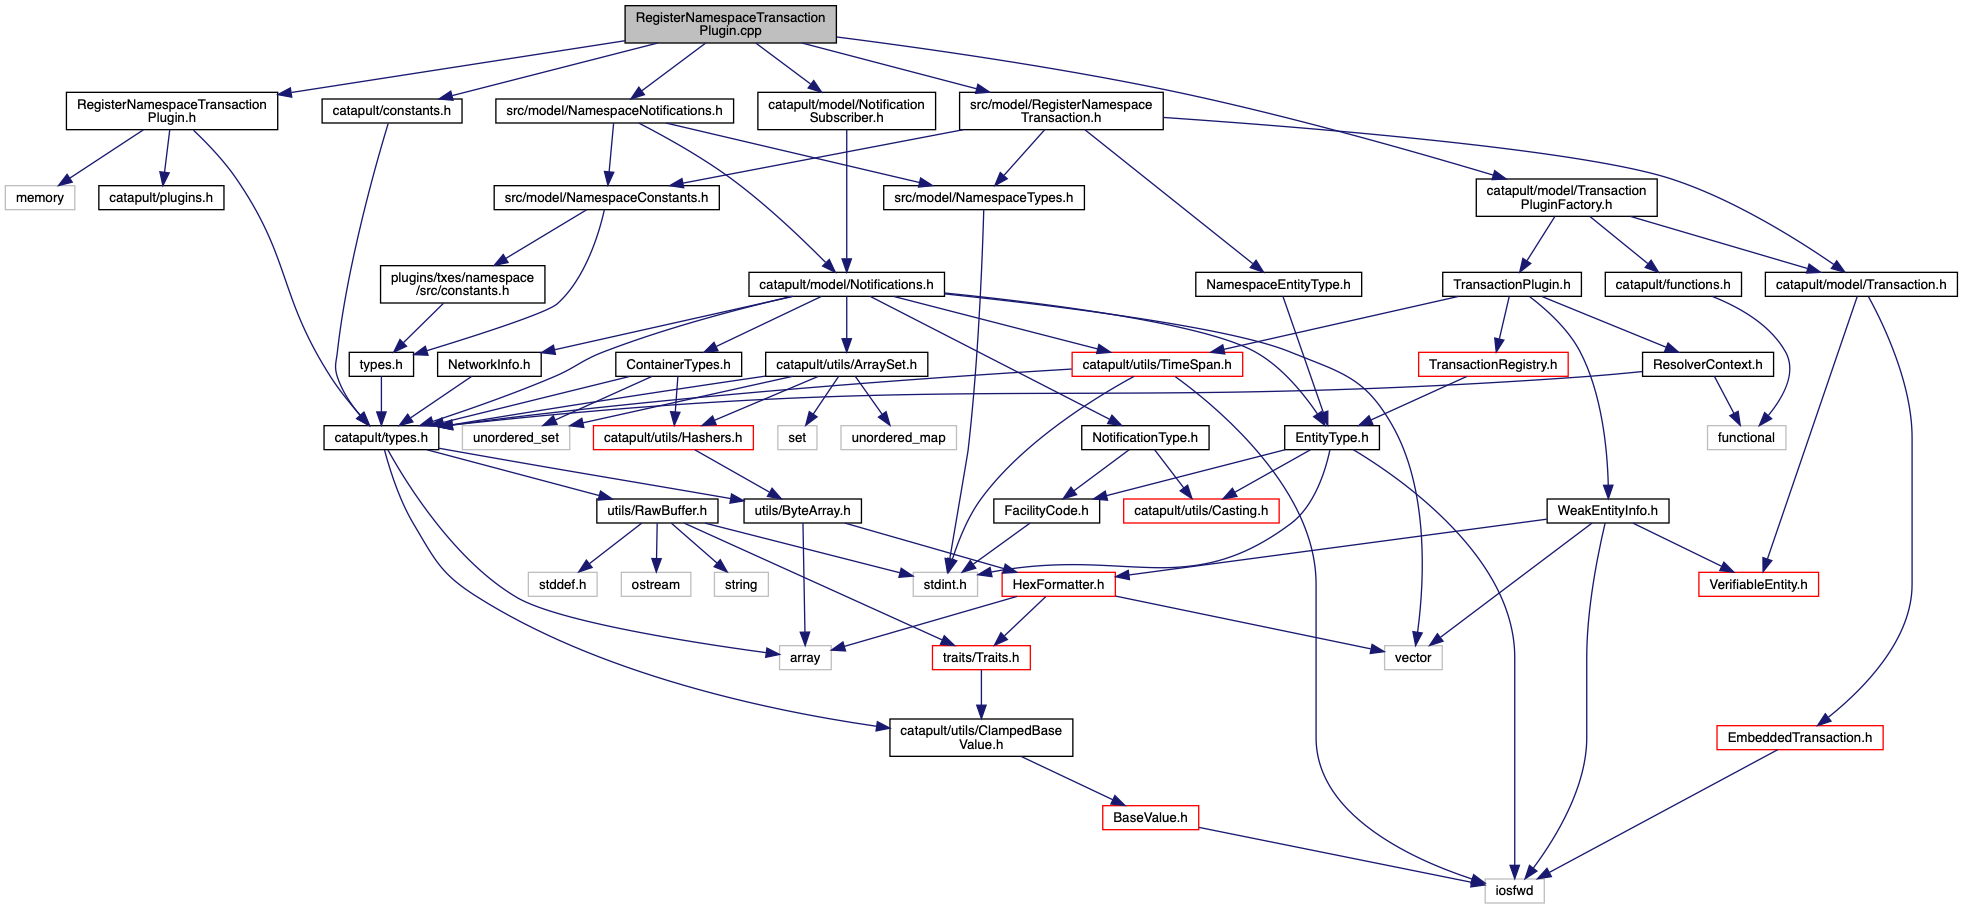 RegisterNamespaceTransaction
Plugin.cpp
RegisterNamespaceTransaction
Plugin.h
catapult/constants.h
src/model/NamespaceNotifications.h
catapult/model/Notification
Subscriber.h
src/model/RegisterNamespace
Transaction.h
memory
catapult/plugins.h
src/model/NamespaceConstants.h
src/model/NamespaceTypes.h
catapult/model/Transaction
PluginFactory.h
plugins/txes/namespace
/src/constants.h
catapult/model/Notifications.h
NamespaceEntityType.h
TransactionPlugin.h
catapult/functions.h
catapult/model/Transaction.h
types.h
NetworkInfo.h
ContainerTypes.h
catapult/utils/ArraySet.h
catapult/utils/TimeSpan.h
TransactionRegistry.h
ResolverContext.h
catapult/types.h
unordered_set
catapult/utils/Hashers.h
set
unordered_map
NotificationType.h
EntityType.h
functional
utils/RawBuffer.h
utils/ByteArray.h
FacilityCode.h
catapult/utils/Casting.h
WeakEntityInfo.h
stddef.h
ostream
string
stdint.h
HexFormatter.h
VerifiableEntity.h
array
traits/Traits.h
vector
catapult/utils/ClampedBase
Value.h
EmbeddedTransaction.h
BaseValue.h
iosfwd